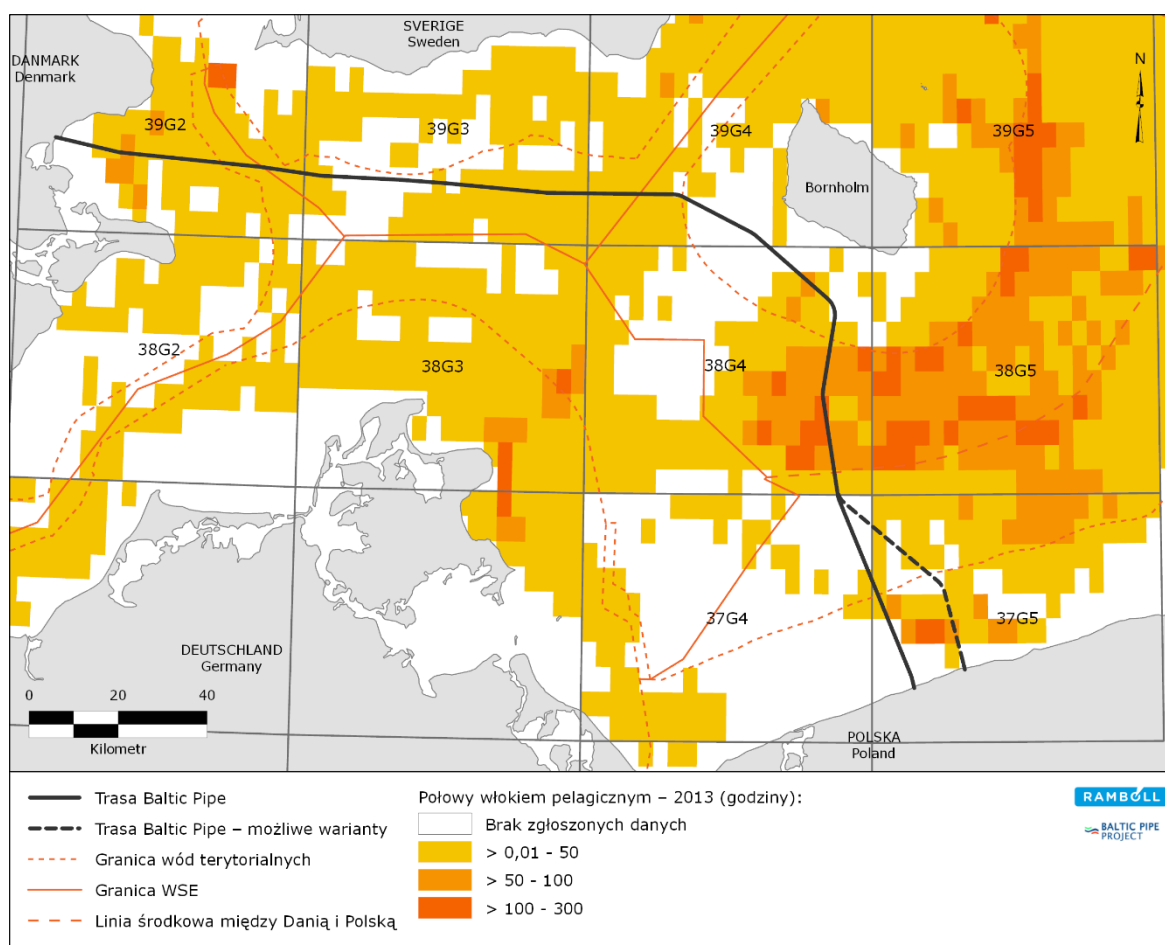 SVERIGE
Sweden
DANMARK
Denmark
N
39G2
39G3
39G4
39G5
Bornholm
38G2
38G3
38G4
38G5
37G4
37G5
DEUTSCHLAND
Germany
0 20 40
Kilometr
POLSKA
Poland
Trasa Baltic Pipe
Trasa Baltic Pipe – możliwe warianty
Granica wód terytorialnych
Granica WSE
Linia środkowa między Danią i Polską
Połowy włokiem pelagicznym – 2013 (godziny):
Brak zgłoszonych danych
> 0,01 - 50
> 50 - 100
> 100 - 300
RAMBOLL
BALTIC PIPE
PROJECT